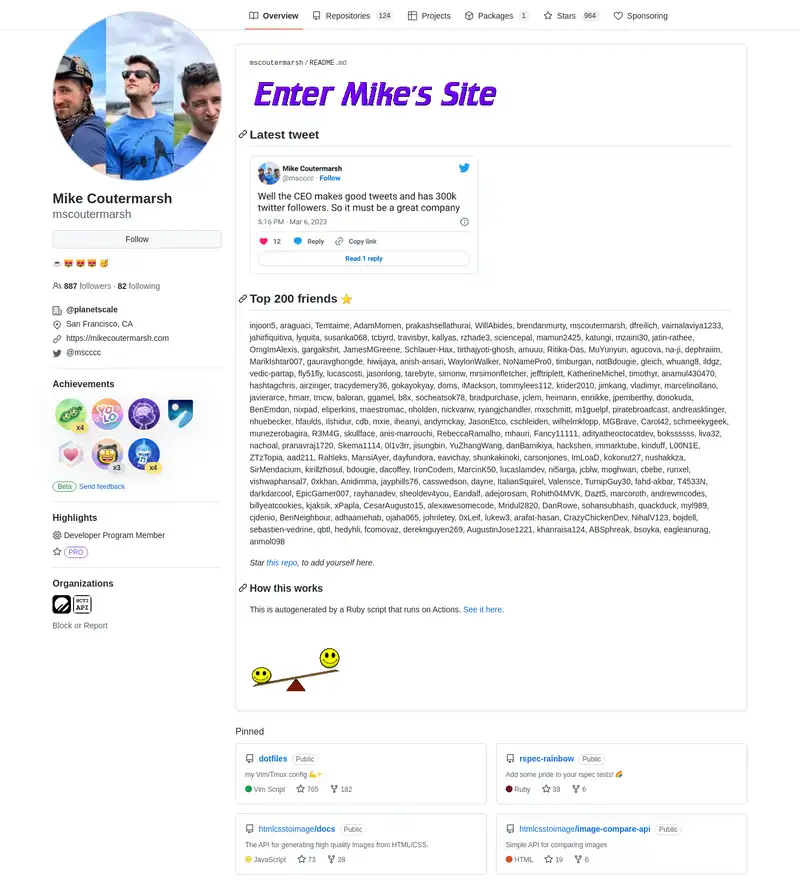 Overview
Repositories 124
Projects
Packages 1
Stars 964
Sponsoring
Mike Coutermarsh
mscoutermarsh
Follow
887 followers · 82 following
@planetscale
San Francisco, CA
https://mikecoutermarsh.com
@mscccc
Achievements
x4
YOLO
x3
x4
Beta Send feedback
Highlights
Developer Program Member
PRO
Organizations
HCTI
API
Block or Report
mscoutermarsh / README.md
Enter Mike's Site
Latest tweet
Mike Coutermarsh
@mscccc · Follow
Well the CEO makes good tweets and has 300k
twitter followers. So it must be a great company
5:16 PM · Mar 6, 2023
12 Reply Copy link
Read 1 reply
Top 200 friends ⭐
injoon5, araguaci, Temtaime, AdamMomen, prakashsellathurai, WillAbides, brendanmurty, mscoutermarsh, dfreilich, vaimalaviya1233,
jahirfiquitiva, lyquita, susanka068, tcbyrd, travisbyr, kallyas, rzhade3, sciencepal, mamun2425, katungi, mzaini30, jatin-rathee,
OmgImAlexis, gargakshit, JamesMGreene, Schlauer-Hax, tirthajyoti-ghosh, amuuu, Ritika-Das, MuYunyun, agucova, na-ji, dephraiim,
MarikIshtar007, gauravghongde, hiwijaya, anish-ansari, WaylonWalker, NoNamePro0, timburgan, notBdougie, gleich, whuang8, ildgz,
vedic-partap, fly51fly, lucascosti, jasonlong, tarebyte, simonw, mrsimonfletcher, jefftriplett, KatherineMichel, timothyr, anamul430470,
hashtagchris, airzinger, tracydemery36, gokayokyay, doms, iMackson, tommylees112, krider2010, jimkang, vladimyr, marcelinollano,
javierarce, hmarr, tmcw, baloran, ggamel, b8x, socheatsok78, bradpurchase, jclem, heimann, enriikke, jpemberthy, donokuda,
BenEmdon, nixpad, eliperkins, maestromac, nholden, nickvanw, ryangjchandler, mxschmitt, m1guelpf, piratebroadcast, andreasklinger,
nhuebecker, hfaulds, Ilshidur, cdb, mxie, iheanyi, andymckay, JasonEtco, cschleiden, wilhelmklopp, MGBrave, Carol42, schmeekygeek,
munezerobagira, R3M4G, skullface, anis-marrouchi, RebeccaRamalho, mhauri, Fancy11111, adityatheoctocatdev, bokssssss, liva32,
nachoal, pranavraj1720, Skema1114, 0l1v3rr, jisungbin, YuZhangWang, danBamikiya, hackshen, immarktube, kinduff, L00N1E,
ZTzTopia, aad211, Rahleks, MansiAyer, dayfundora, eavichay, shunkakinoki, carsonjones, ImLoaD, kokonut27, nushakkza,
SirMendacium, kirillzhosul, bdougie, dacoffey, IronCodem, MarcinK50, lucaslamdev, ni5arga, jcblw, moghwan, cbebe, runxel,
vishwaphansal7, 0xkhan, Anidimma, jayphills76, casswedson, dayne, ItalianSquirel, Valensce, TurnipGuy30, fahd-akbar, T4533N,
darkdarcool, EpicGamer007, rayhanadev, sheoldev4you, Eandalf, adejorosam, Rohith04MVK, Dazt5, marcoroth, andrewmcodes,
billyeatcookies, kjaksik, xPapla, CesarAugusto15, alexawesomecode, Mridul2820, DanRowe, sohansubhash, quackduck, myl989,
cjdenio, BenNeighbour, adhaamehab, ojaha065, johnletey, 0xLeif, lukew3, arafat-hasan, CrazyChickenDev, NihalV123, bojdell,
sebastien-vedrine, qbtl, hedyhli, fcomovaz, dereknguyen269, AugustinJose1221, khanraisa124, ABSphreak, bsoyka, eagleanurag,
anmol098
Star this repo, to add yourself here.
How this works
This is autogenerated by a Ruby script that runs on Actions. See it here.
Pinned
dotfiles Public
my Vim/Tmux config 💪✨
Vim Script 765 182
rspec-rainbow Public
Add some pride to your rspec tests! 🌈
Ruby 39 6
htmlcsstoimage/docs Public
The API for generating high quality images from HTML/CSS.
JavaScript 73 28
htmlcsstoimage/image-compare-api Public
Simple API for comparing images
HTML 19 6